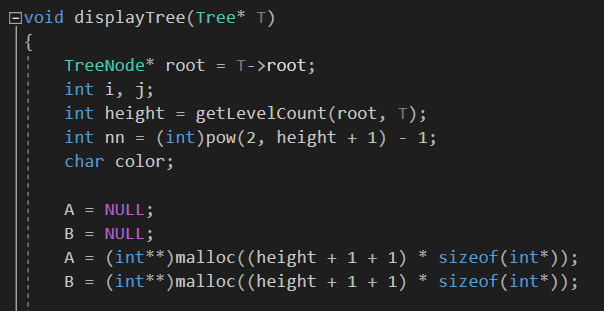 void displayTree(Tree* T)
{
    TreeNode* root = T->root;
    int i, j;
    int height = getLevelCount(root, T);
    int nn = (int)pow(2, height + 1) - 1;
    char color;

    A = NULL;
    B = NULL;
    A = (int**)malloc((height + 1 + 1) * sizeof(int*));
    B = (int**)malloc((height + 1 + 1) * sizeof(int*));